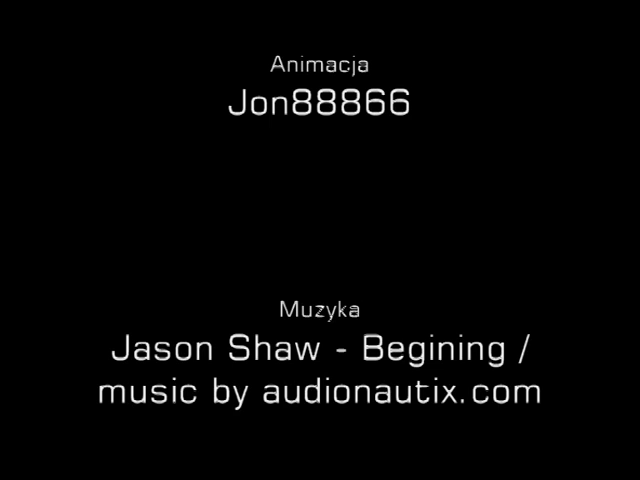 Animacja
Jon88866
Muzyka
Jason Shaw - Begining /
music by audionautix.com